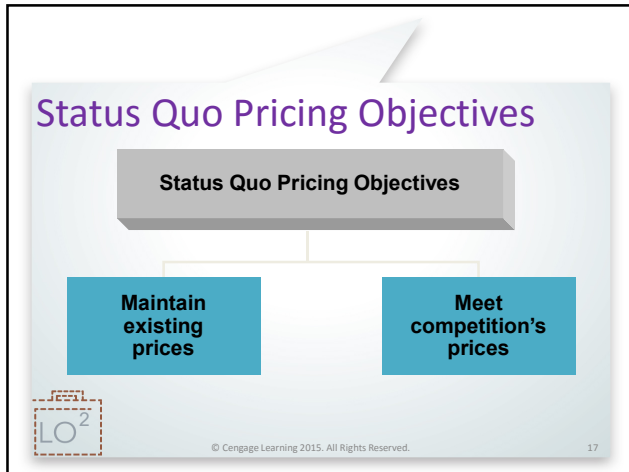 Status Quo Pricing Objectives
Status Quo Pricing Objectives
Maintain
existing
prices
Meet
competition’s
prices
LO2
© Cengage Learning 2015. All Rights Reserved.
17